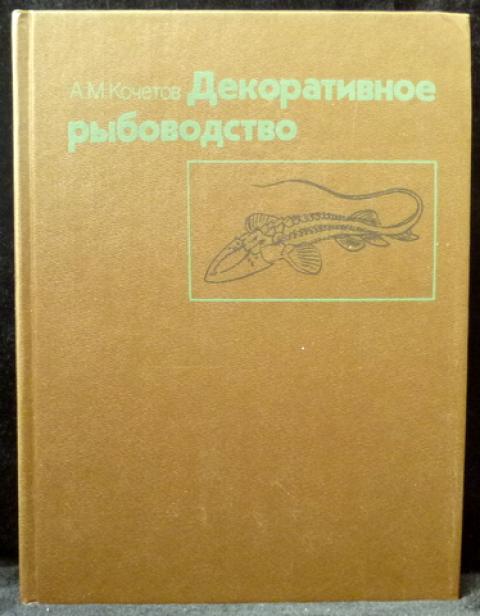 А.М.Кочетов Декоративное
рыбоводство